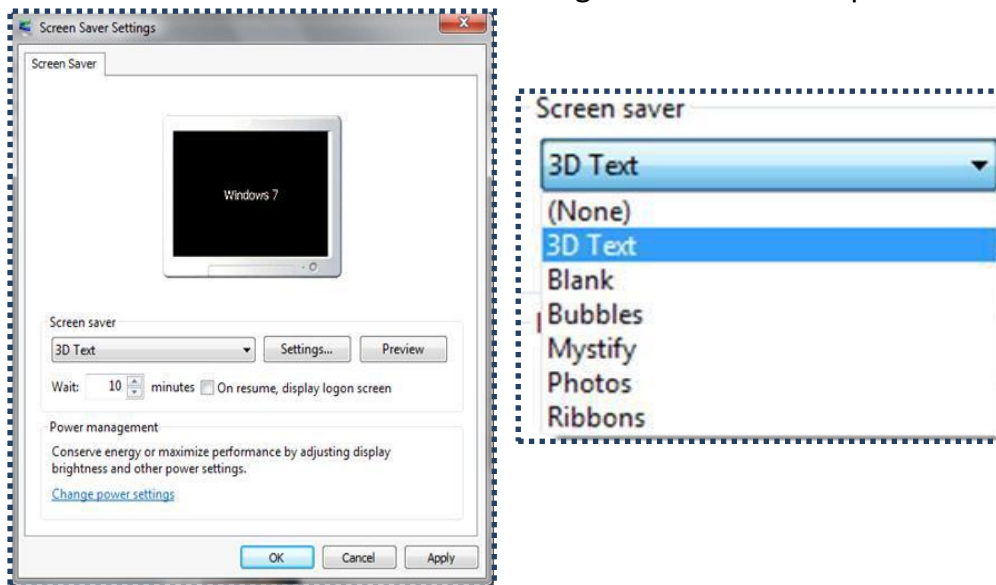 Screen Saver Settings
Screen Saver
Windows 7
Screen saver
3D Text
Settings...
Preview
Wait: 10 minutes On resume, display logon screen
Power management
Conserve energy or maximize performance by adjusting display
brightness and other power settings.
Change power settings
OK
Cancel
Apply
Screen saver
3D Text
(None)
3D Text
Blank
Bubbles
Mystify
Photos
Ribbons